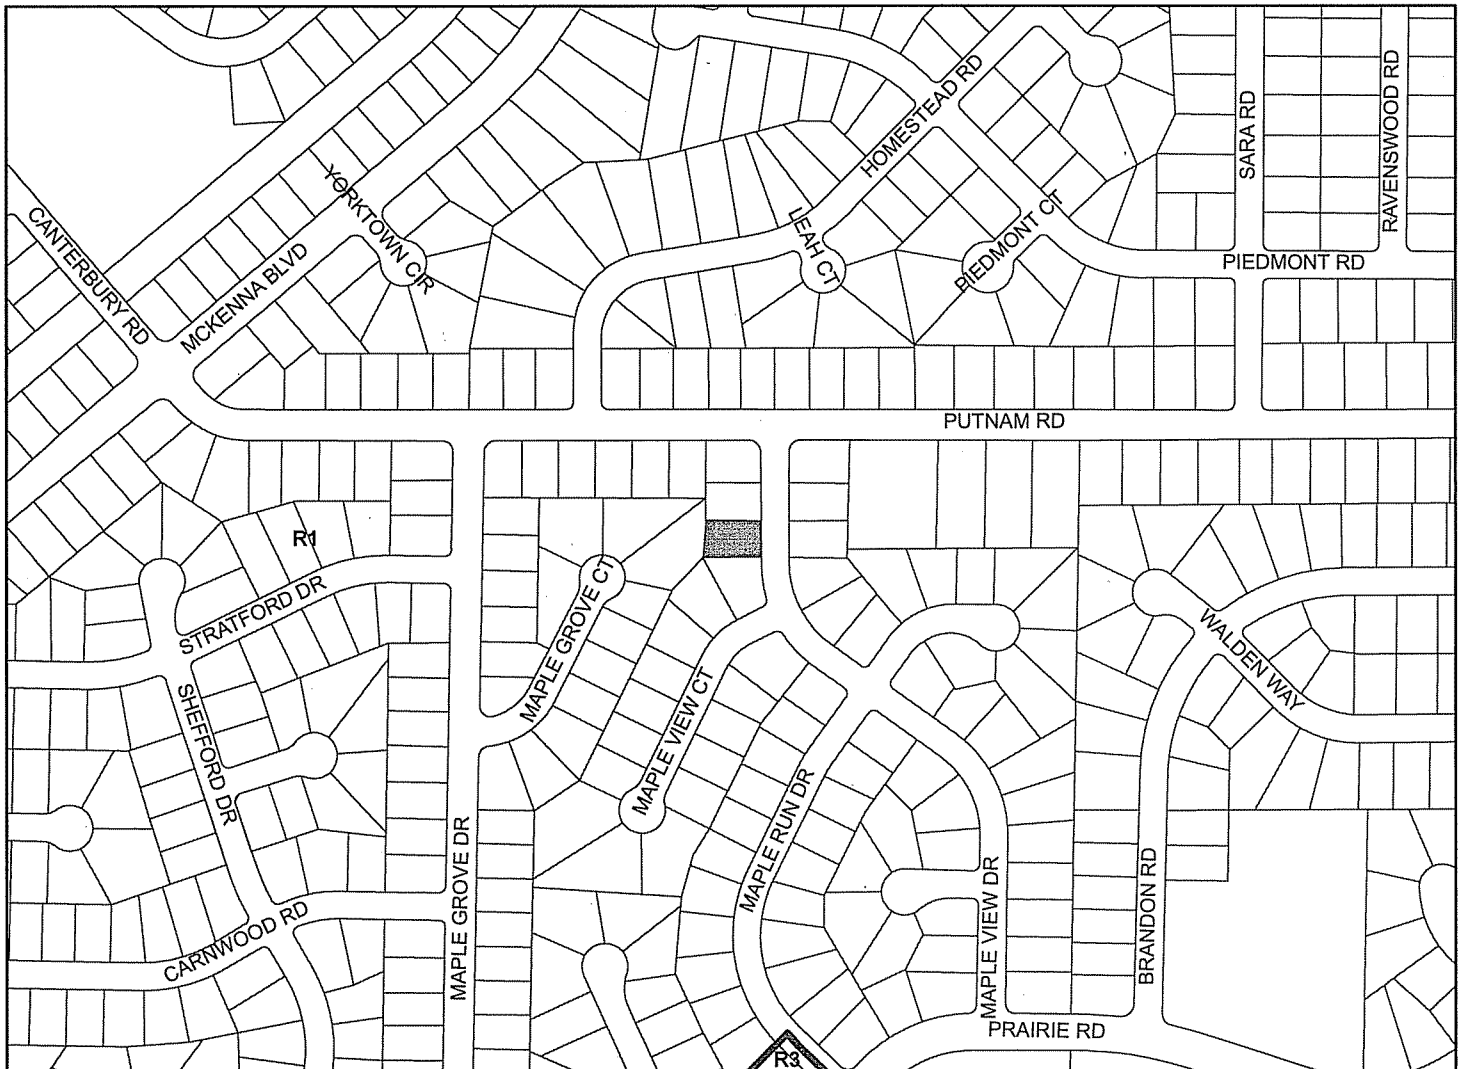 HOMESTEAD RD
SARA RD
RAVENSWOOD RD
YORKTOWN CIR
CANTERBURY RD
MCKENNA BLVD
LEAH CT
PIEDMONT CT
PIEDMONT RD
PUTNAM RD
R1
STRATFORD DR
MAPLE GROVE CT
WALDEN WAY
MAPLE VIEW CT
SHEFFORD DR
MAPLE RUN DR
MAPLE GROVE DR
MAPLE VIEW DR
BRANDON RD
CARNWOOD RD
PRAIRIE RD
R3